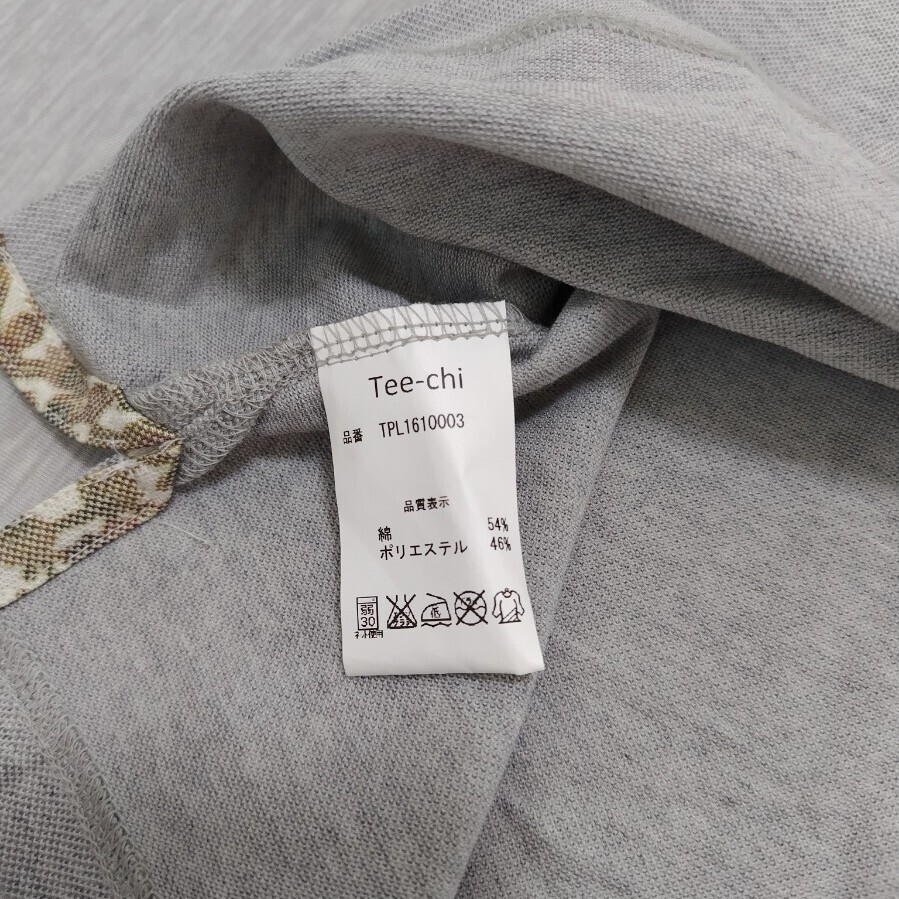 Tee-chi
品番 TPL1610003
品質表示
綿 54%
ポリエステル 46%
弱
30
低
ネット使用